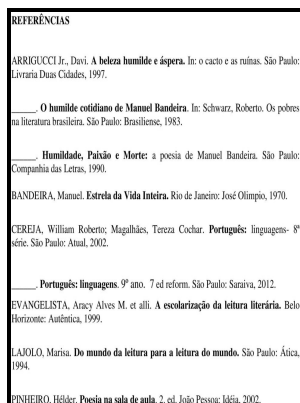 REFERÊNCIAS
ARRIGUCCI Jr., Davi. A beleza humilde e áspera. In: o cacto e as ruínas. São Paulo:
Livraria Duas Cidades, 1997.
______. O humilde cotidiano de Manuel Bandeira. In: Schwarz, Roberto. Os pobres
na literatura brasileira. São Paulo: Brasiliense, 1983.
______. Humildade, Paixão e Morte: a poesia de Manuel Bandeira. São Paulo:
Companhia das Letras, 1990.
BANDEIRA, Manuel. Estrela da Vida Inteira. Rio de Janeiro: José Olimpio, 1970.
CEREJA, William Roberto; Magalhães, Tereza Cochar. Português: linguagens- 8ª
série. São Paulo: Atual, 2002.
______. Português: linguagens. 9º ano. 7 ed reform. São Paulo: Saraiva, 2012.
EVANGELISTA, Aracy Alves M. et alli. A escolarização da leitura literária. Belo
Horizonte: Autêntica, 1999.
LAJOLO, Marisa. Do mundo da leitura para a leitura do mundo. São Paulo: Ática,
1994.
PINHEIRO, Hélder. Poesia na sala de aula. 2. ed. João Pessoa: Idéia, 2002.